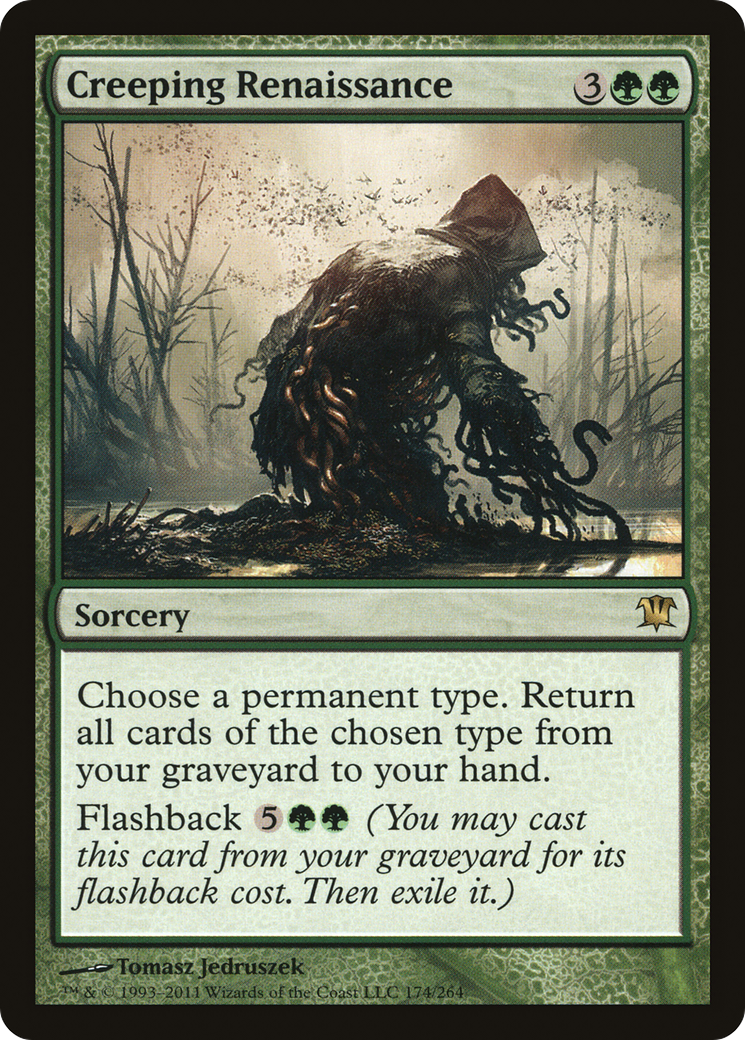 Creeping Renaissance 3
Sorcery
Choose a permanent type. Return
all cards of the chosen type from
your graveyard to your hand.
Flashback 5 (You may cast
this card from your graveyard for its
flashback cost. Then exile it.)
Tomasz Jedruszek
™ & © 1993–2011 Wizards of the Coast LLC 174/264